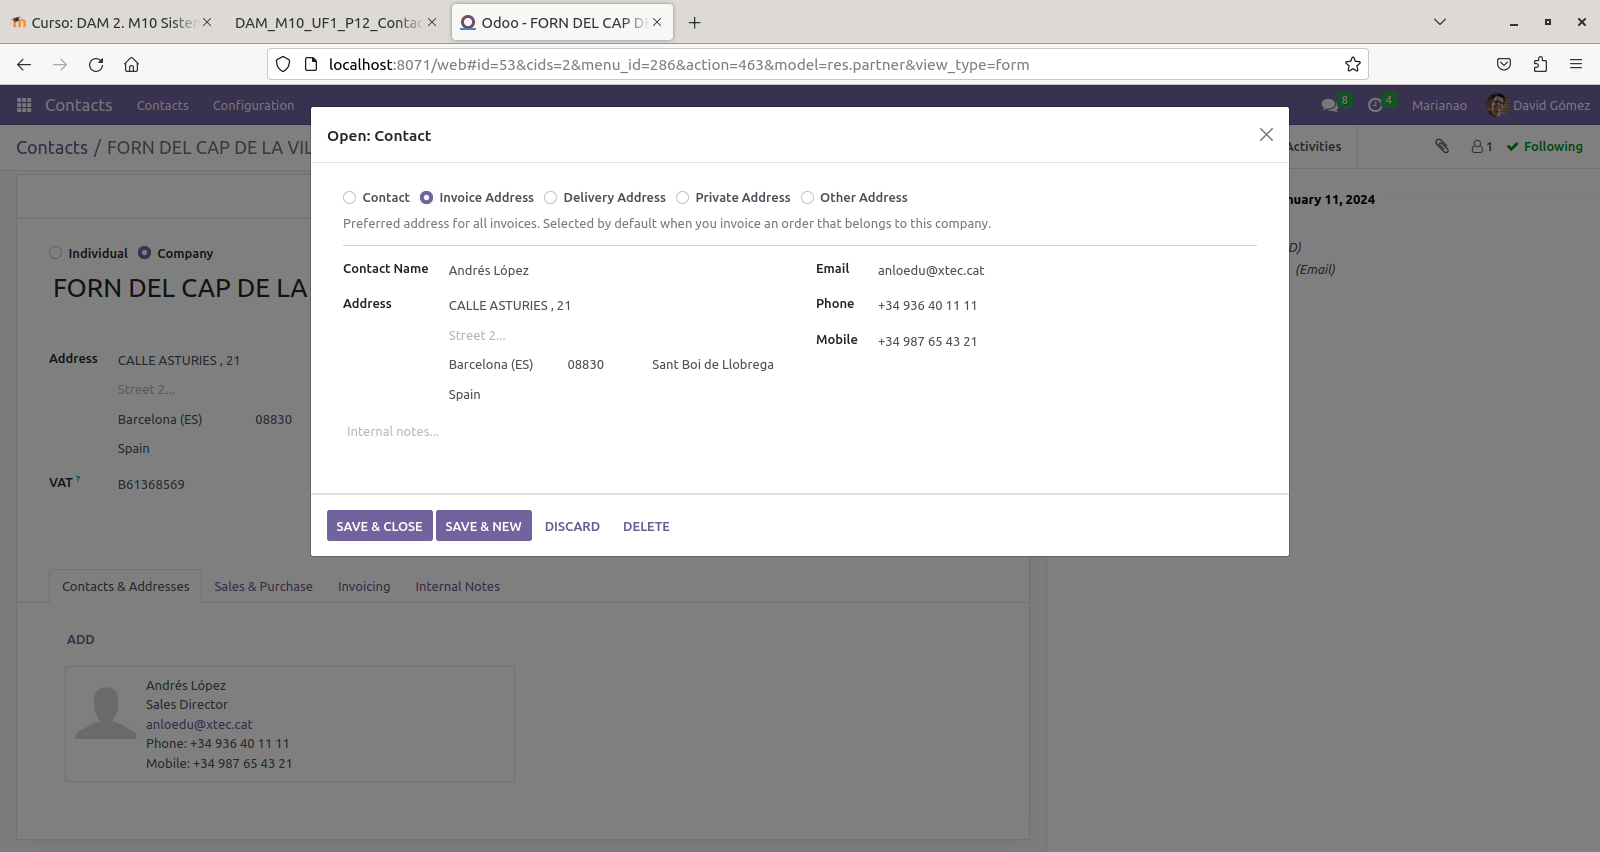 Curso: DAM 2. M10 Siste
DAM_M10_UF1_P12_Contac
Odoo - FORN DEL CAP DE
localhost:8071/web#id=53&cids=2&menu_id=286&action=463&model=res.partner&view_type=form
Contacts Contacts Configuration 8 4 Marianao David Gómez
Contacts / FORN DEL CAP DE LA VIL
Activities 1 Following
Open: Contact
Contact Invoice Address Delivery Address Private Address Other Address
Preferred address for all invoices. Selected by default when you invoice an order that belongs to this company.
Contact Name Andrés López
Address CALLE ASTURIES , 21
Street 2...
Barcelona (ES) 08830 Sant Boi de Llobrega
Spain
Email anloedu@xtec.cat
Phone +34 936 40 11 11
Mobile +34 987 65 43 21
Internal notes...
SAVE & CLOSE SAVE & NEW DISCARD DELETE
Individual Company
FORN DEL CAP DE LA
Address CALLE ASTURIES , 21
Street 2...
Barcelona (ES) 08830
Spain
VAT ? B61368569
Contacts & Addresses Sales & Purchase Invoicing Internal Notes
ADD
Andrés López
Sales Director
anloedu@xtec.cat
Phone: +34 936 40 11 11
Mobile: +34 987 65 43 21
nuary 11, 2024
D)
(Email)